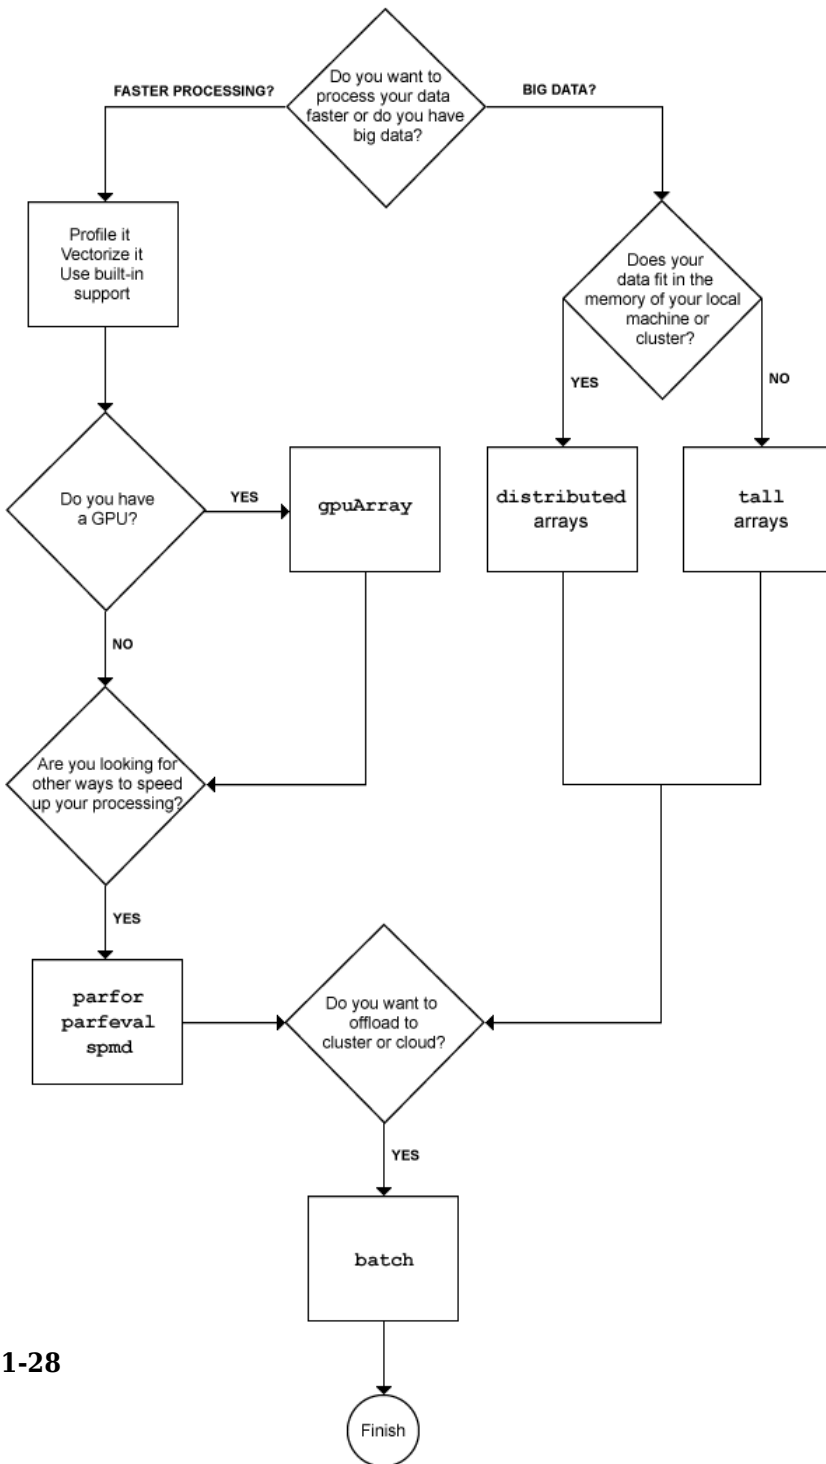 Do you want to
process your data
faster or do you have
big data?
FASTER PROCESSING?
BIG DATA?
Profile it
Vectorize it
Use built-in
support
Does your
data fit in the
memory of your local
machine or
cluster?
YES
NO
Do you have
a GPU?
YES
gpuArray
distributed
arrays
tall
arrays
NO
Are you looking for
other ways to speed
up your processing?
YES
parfor
parfeval
spmd
Do you want to
offload to
cluster or cloud?
YES
batch
1-28
Finish